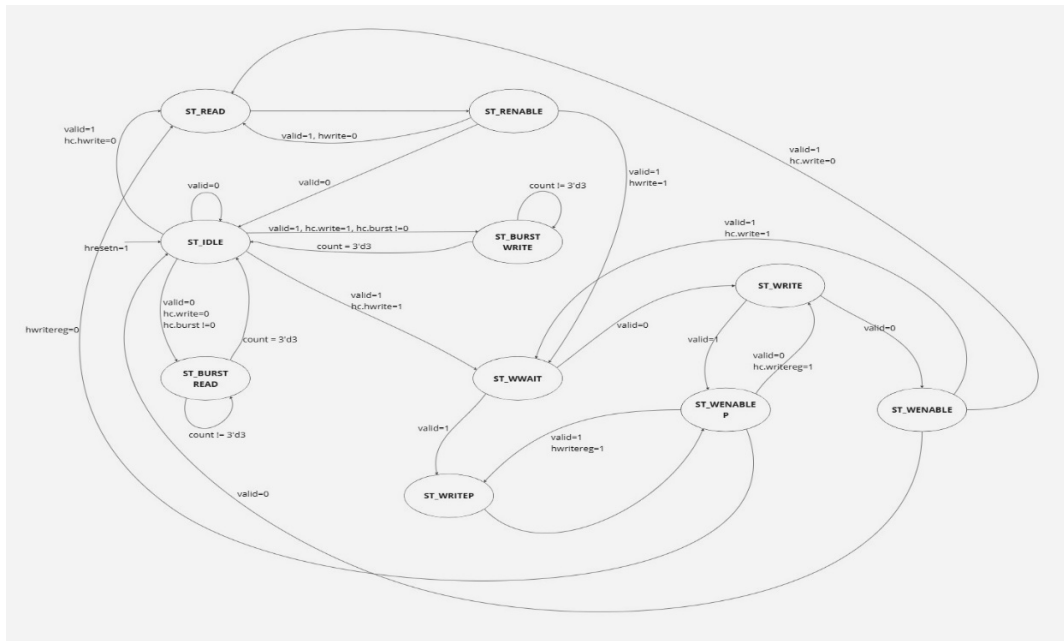 ST_READ
ST_RENABLE
valid=1
hc.hwrite=0
valid=1, hwrite=0
valid=1
hc.write=0
valid=0
valid=0
valid=1
hwrite=1
count != 3'd3
valid=1, hc.write=1, hc.burst !=0
ST_IDLE
ST_BURST
WRITE
hresetn=1
count = 3'd3
valid=1
hc.write=1
ST_WRITE
valid=1
hc.hwrite=1
valid=0
hc.write=0
hc.burst !=0
hwritereg=0
valid=0
valid=0
count = 3'd3
valid=1
valid=0
hc.writereg=1
ST_BURST
READ
ST_WWAIT
ST_WENABLE
P
ST_WENABLE
valid=1
count != 3'd3
valid=1
hwritereg=1
valid=0
ST_WRITEP